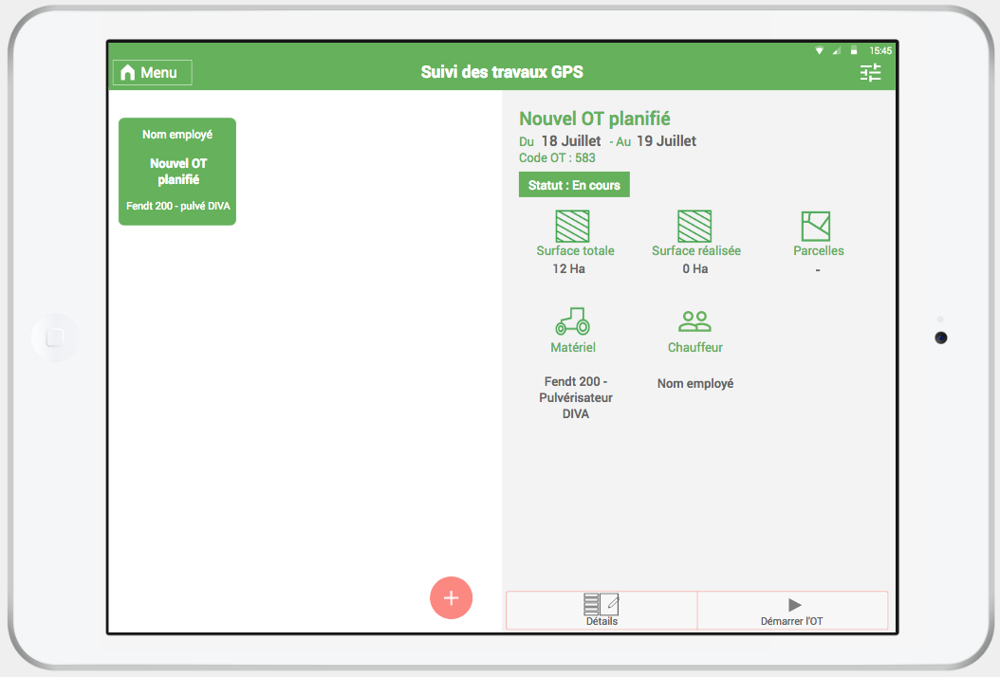 15:45
Menu
Suivi des travaux GPS
Nom employé
Nouvel OT
planifié
Fendt 200 - pulvé DIVA
Nouvel OT planifié
Du 18 Juillet - Au 19 Juillet
Code OT : 583
Statut : En cours
Surface totale
12 Ha
Surface réalisée
0 Ha
Parcelles
-
Matériel
Fendt 200 -
Pulvérisateur
DIVA
Chauffeur
Nom employé
Détails
Démarrer l'OT